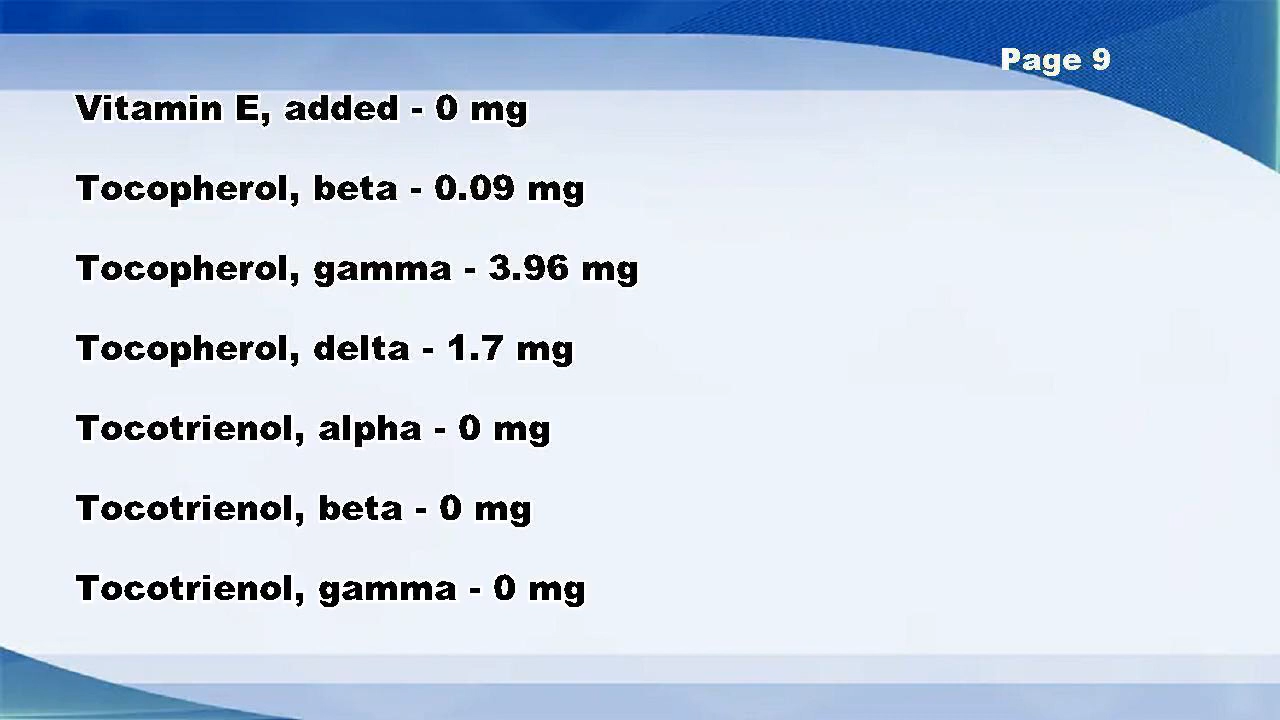 Page 9
Vitamin E, added - 0 mg
Tocopherol, beta - 0.09 mg
Tocopherol, gamma - 3.96 mg
Tocopherol, delta - 1.7 mg
Tocotrienol, alpha - 0 mg
Tocotrienol, beta - 0 mg
Tocotrienol, gamma - 0 mg